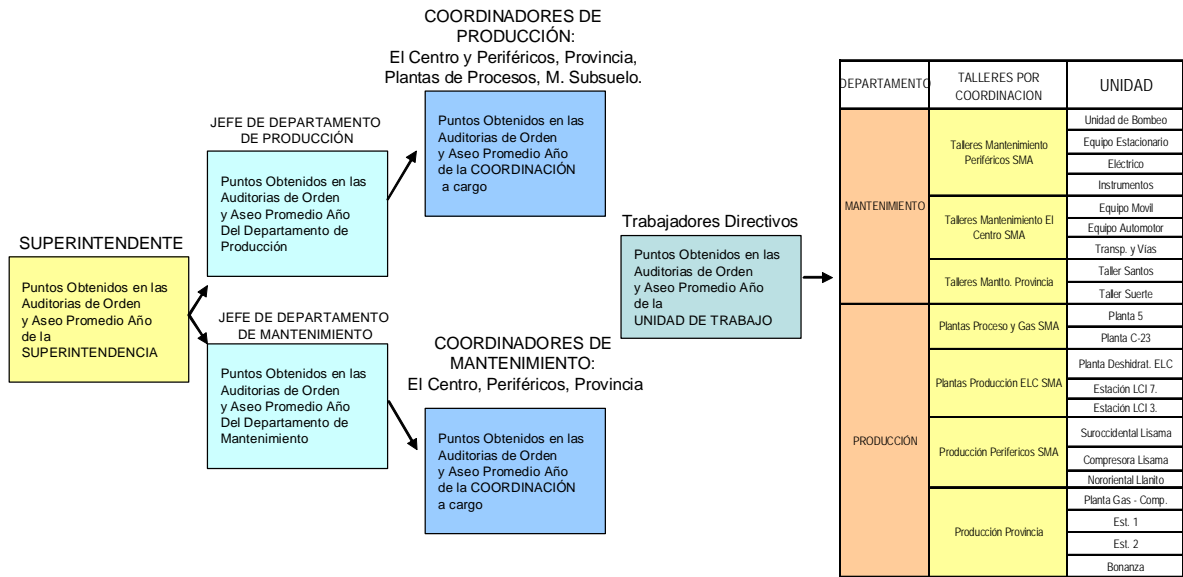 COORDINADORES DE
PRODUCCIÓN:
El Centro y Periféricos, Provincia,
Plantas de Procesos, M. Subsuelo.
Puntos Obtenidos en las
Auditorias de Orden
y Aseo Promedio Año
de la COORDINACIÓN
a cargo
JEFE DE DEPARTAMENTO
DE PRODUCCIÓN
Puntos Obtenidos en las
Auditorias de Orden
y Aseo Promedio Año
Del Departamento de
Producción
SUPERINTENDENTE
Puntos Obtenidos en las
Auditorias de Orden
y Aseo Promedio Año
de la
SUPERINTENDENCIA
JEFE DE DEPARTAMENTO
DE MANTENIMIENTO
Puntos Obtenidos en las
Auditorias de Orden
y Aseo Promedio Año
Del Departamento de
Mantenimiento
COORDINADORES DE
MANTENIMIENTO:
El Centro, Periféricos, Provincia
Puntos Obtenidos en las
Auditorias de Orden
y Aseo Promedio Año
de la COORDINACIÓN
a cargo
Trabajadores Directivos
Puntos Obtenidos en las
Auditorias de Orden
y Aseo Promedio Año
de la
UNIDAD DE TRABAJO
DEPARTAMENTO
TALLERES POR
COORDINACION
UNIDAD
MANTENIMIENTO
Talleres Mantenimiento
Periféricos SMA
Unidad de Bombeo
Equipo Estacionario
Eléctrico
Instrumentos
Talleres Mantenimiento El
Centro SMA
Equipo Movil
Equipo Automotor
Transp. y Vías
Talleres Mantto. Provincia
Taller Santos
Taller Suerte
PRODUCCIÓN
Plantas Proceso y Gas SMA
Planta 5
Planta C-23
Plantas Producción ELC SMA
Planta Deshidrat. ELC
Estación LCI 7.
Estación LCI 3.
Producción Perifericos SMA
Suroccidental Lisama
Compresora Lisama
Nororiental Llanito
Producción Provincia
Planta Gas - Comp.
Est. 1
Est. 2
Bonanza